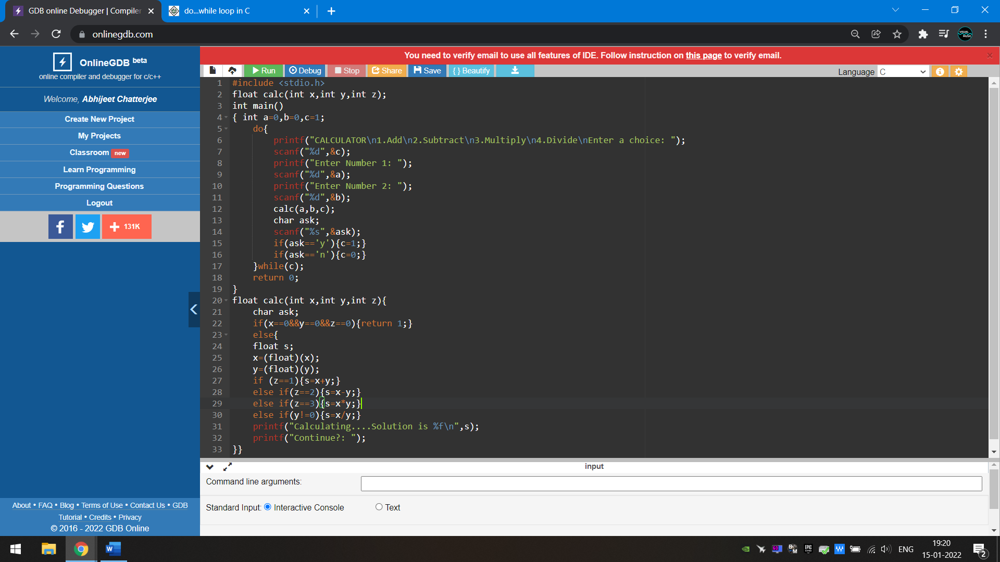 GDB online Debugger | Compiler
do...while loop in C
onlinegdb.com
OnlineGDB beta
online compiler and debugger for c/c++
Welcome, Abhijeet Chatterjee
Create New Project
My Projects
Classroom new
Learn Programming
Programming Questions
Logout
131K
About • FAQ • Blog • Terms of Use • Contact Us • GDB
Tutorial • Credits • Privacy
© 2016 - 2022 GDB Online
You need to verify email to use all features of IDE. Follow instruction on this page to verify email.
Run Debug Stop Share Save { } Beautify
Language C
1 #include <stdio.h>
2 float calc(int x,int y,int z);
3 int main()
4 { int a=0,b=0,c=1;
5 do{
6 printf("CALCULATOR\n1.Add\n2.Subtract\n3.Multiply\n4.Divide\nEnter a choice: ");
7 scanf("%d",&c);
8 printf("Enter Number 1: ");
9 scanf("%d",&a);
10 printf("Enter Number 2: ");
11 scanf("%d",&b);
12 calc(a,b,c);
13 char ask;
14 scanf("%s",&ask);
15 if(ask=='y'){c=1;}
16 if(ask=='n'){c=0;}
17 }while(c);
18 return 0;
19 }
20 float calc(int x,int y,int z){
21 char ask;
22 if(x==0&&y==0&&z==0){return 1;}
23 else{
24 float s;
25 x=(float)(x);
26 y=(float)(y);
27 if (z==1){s=x+y;}
28 else if(z==2){s=x-y;}
29 else if(z==3){s=x*y;}
30 else if(y!=0){s=x/y;}
31 printf("Calculating....Solution is %f\n",s);
32 printf("Continue?: ");
33 }}
input
Command line arguments:
Standard Input: Interactive Console Text
ENG
19:20
15-01-2022
2